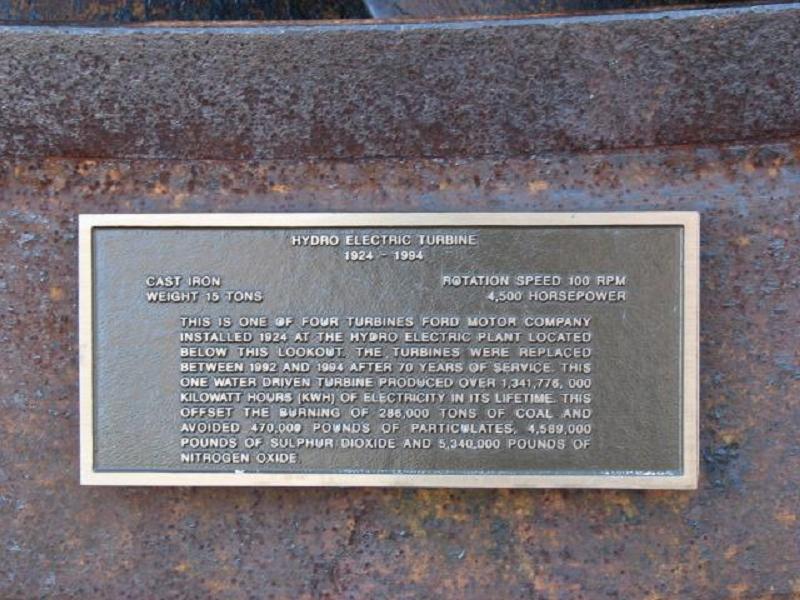 HYDRO ELECTRIC TURBINE
1924 - 1994
CAST IRON
WEIGHT 15 TONS
ROTATION SPEED 100 RPM
4,500 HORSEPOWER
THIS IS ONE OF FOUR TURBINES FORD MOTOR COMPANY
INSTALLED 1924 AT THE HYDRO ELECTRIC PLANT LOCATED
BELOW THIS LOOKOUT. THE TURBINES WERE REPLACED
BETWEEN 1992 AND 1994 AFTER 70 YEARS OF SERVICE. THIS
ONE WATER DRIVEN TURBINE PRODUCED OVER 1,341,776, 000
KILOWATT HOURS (KWH) OF ELECTRICITY IN ITS LIFETIME. THIS
OFFSET THE BURNING OF 286,000 TONS OF COAL AND
AVOIDED 470,000 POUNDS OF PARTICULATES, 4,589,000
POUNDS OF SULPHUR DIOXIDE AND 5,340,000 POUNDS OF
NITROGEN OXIDE.